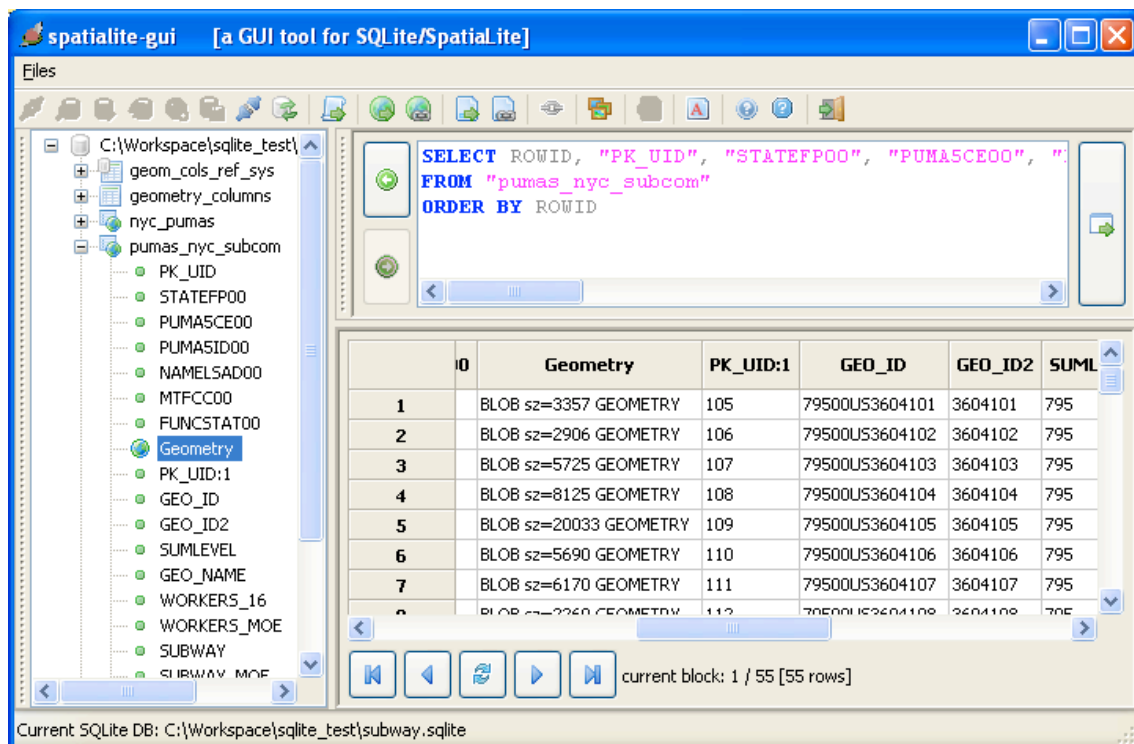 spatialite-gui [a GUI tool for SQLite/SpatiaLite]
Files
C:\Workspace\sqlite_test\
geom_cols_ref_sys
geometry_columns
nyc_pumas
pumas_nyc_subcom
PK_UID
STATEFP00
PUMA5CE00
PUMA5ID00
NAMELSAD00
MTFCC00
FUNCSTAT00
Geometry
PK_UID:1
GEO_ID
GEO_ID2
SUMLEVEL
GEO_NAME
WORKERS_16
WORKERS_MOE
SUBWAY
SUBWAY_MOE
SELECT ROWID, "PK_UID", "STATEFP00", "PUMA5CE00",
FROM "pumas_nyc_subcom"
ORDER BY ROWID
Geometry PK_UID:1 GEO_ID GEO_ID2 SUML
1 BLOB sz=3357 GEOMETRY 105 79500US3604101 3604101 795
2 BLOB sz=2906 GEOMETRY 106 79500US3604102 3604102 795
3 BLOB sz=5725 GEOMETRY 107 79500US3604103 3604103 795
4 BLOB sz=8125 GEOMETRY 108 79500US3604104 3604104 795
5 BLOB sz=20033 GEOMETRY 109 79500US3604105 3604105 795
6 BLOB sz=5690 GEOMETRY 110 79500US3604106 3604106 795
7 BLOB sz=6170 GEOMETRY 111 79500US3604107 3604107 795
current block: 1 / 55 [55 rows]
Current SQLite DB: C:\Workspace\sqlite_test\subway.sqlite